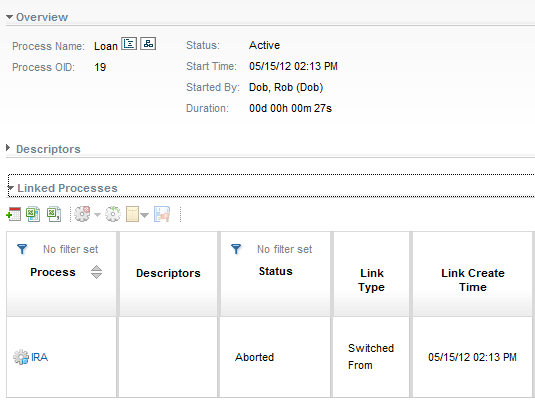 Overview
Process Name: Loan Status: Active
Process OID: 19 Start Time: 05/15/12 02:13 PM
Started By: Dob, Rob (Dob)
Duration: 00d 00h 00m 27s
Descriptors
Linked Processes
No filter set No filter set
Process Descriptors Status Link Type Link Create Time
IRA Aborted Switched From 05/15/12 02:13 PM